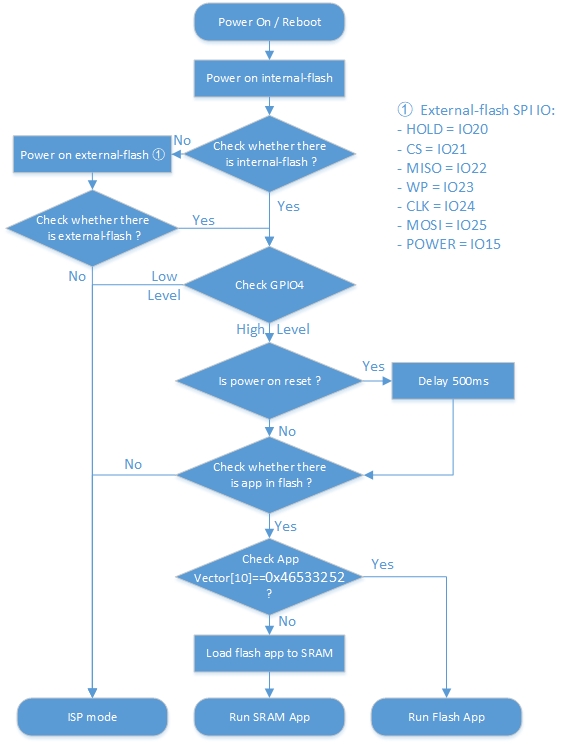 Power On / Reboot
Power on internal-flash
① External-flash SPI IO:
- HOLD = IO20
- CS = IO21
- MISO = IO22
- WP = IO23
- CLK = IO24
- MOSI = IO25
- POWER = IO15
No
Check whether there
is internal-flash ?
Power on external-flash ①
Yes
Check whether there
is external-flash ?
Yes
No
Low
Level
Check GPIO4
High Level
Is power on reset ?
Yes
Delay 500ms
No
Check whether there
is app in flash ?
No
Yes
Check App
Vector[10]==0x46533252
?
Yes
No
Load flash app to SRAM
ISP mode
Run SRAM App
Run Flash App